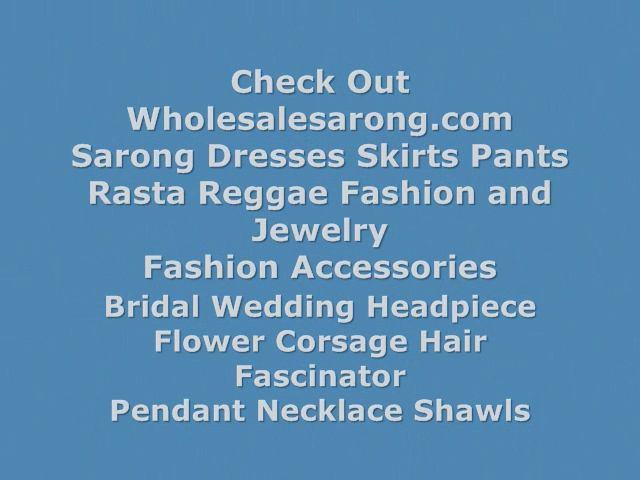 Check Out
Wholesalesarong.com
Sarong Dresses Skirts Pants
Rasta Reggae Fashion and
Jewelry
Fashion Accessories
Bridal Wedding Headpiece
Flower Corsage Hair
Fascinator
Pendant Necklace Shawls